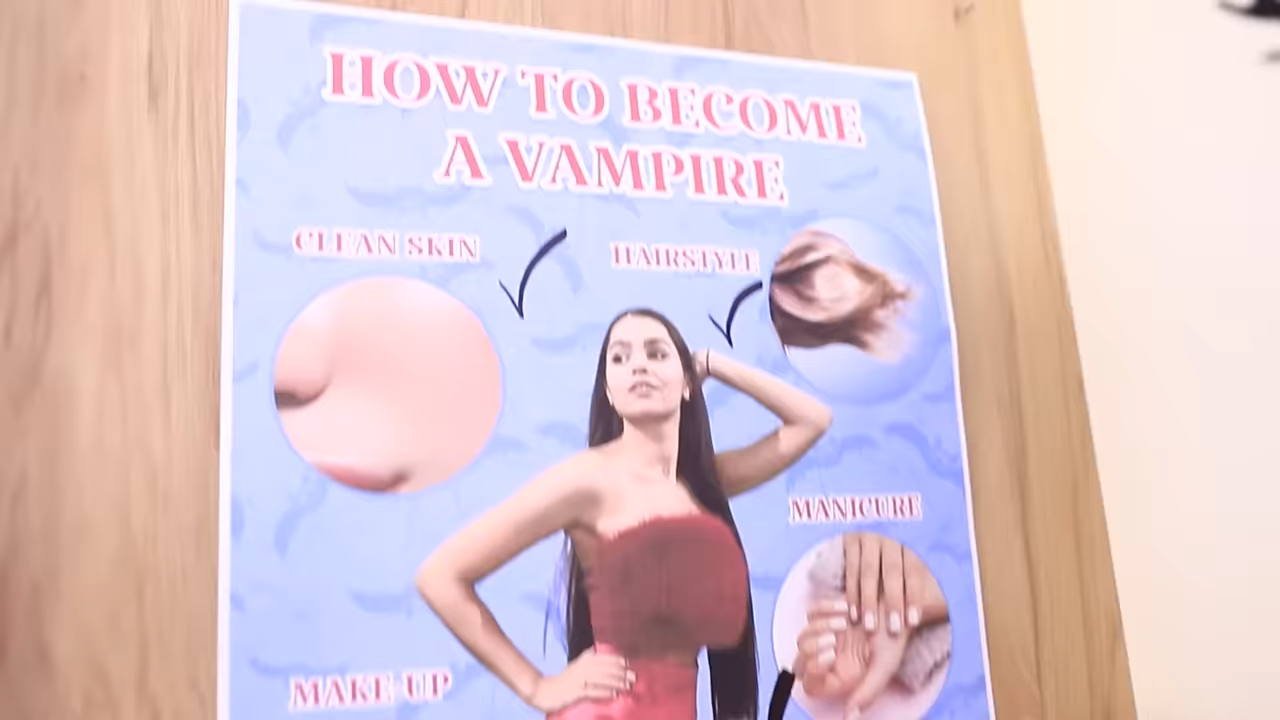 HOW TO BECOME
A VAMPIRE
CLEAN SKIN
HAIRSTYLE
MANICURE
MAKE-UP